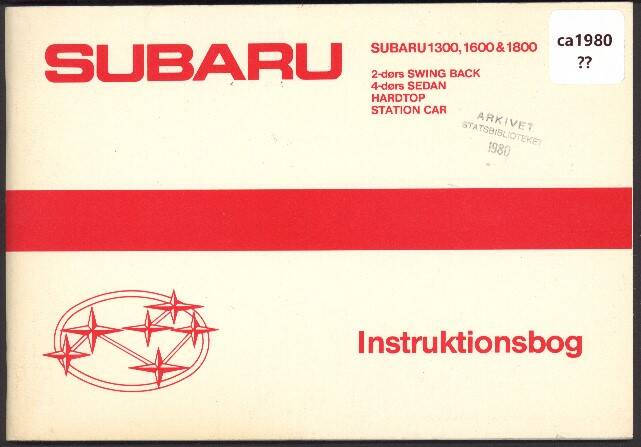 SUBARU
SUBARU 1300, 1600 & 1800
2-dørs SWING BACK
4-dørs SEDAN
HARDTOP
STATION CAR
ca1980
??
ARKIVET
STATSBIBLIOTEKET
1980
Instruktionsbog